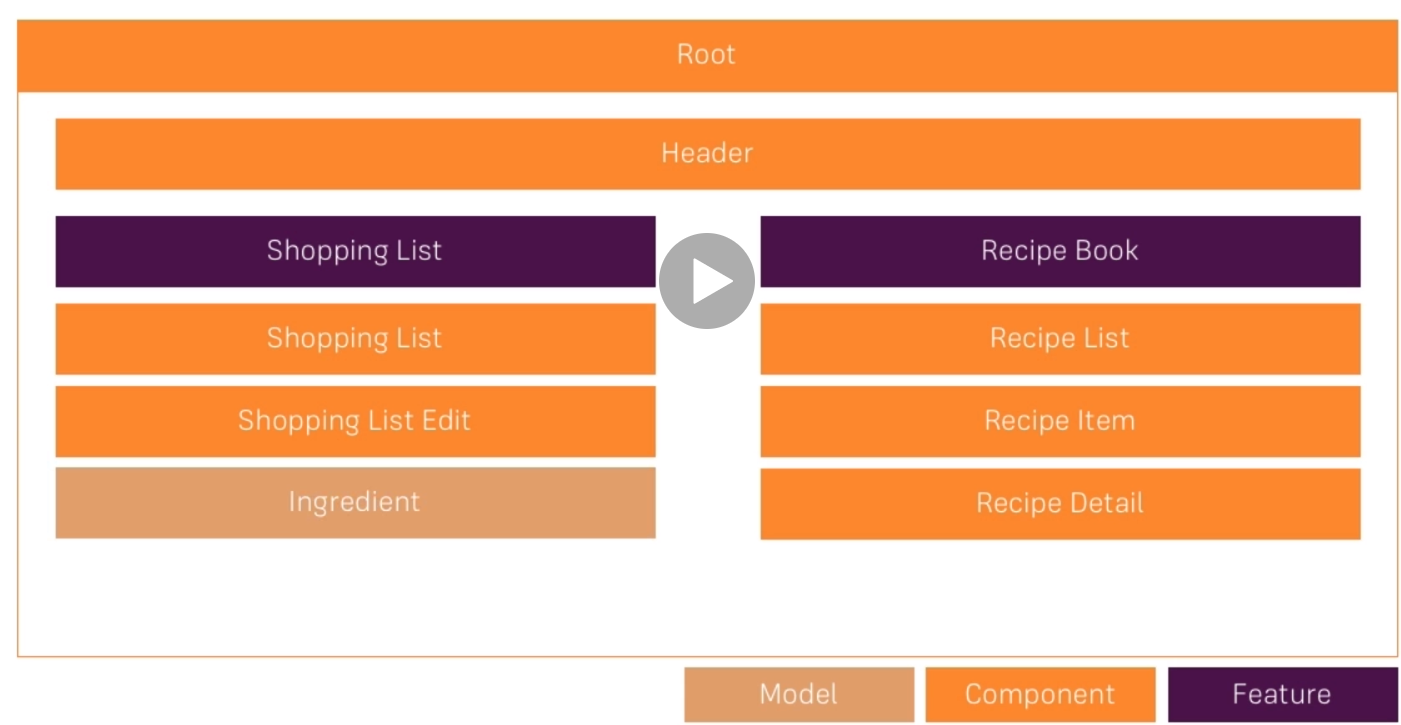 Root
Header
Shopping List
Recipe Book
Shopping List
Recipe List
Shopping List Edit
Recipe Item
Ingredient
Recipe Detail
Model
Component
Feature